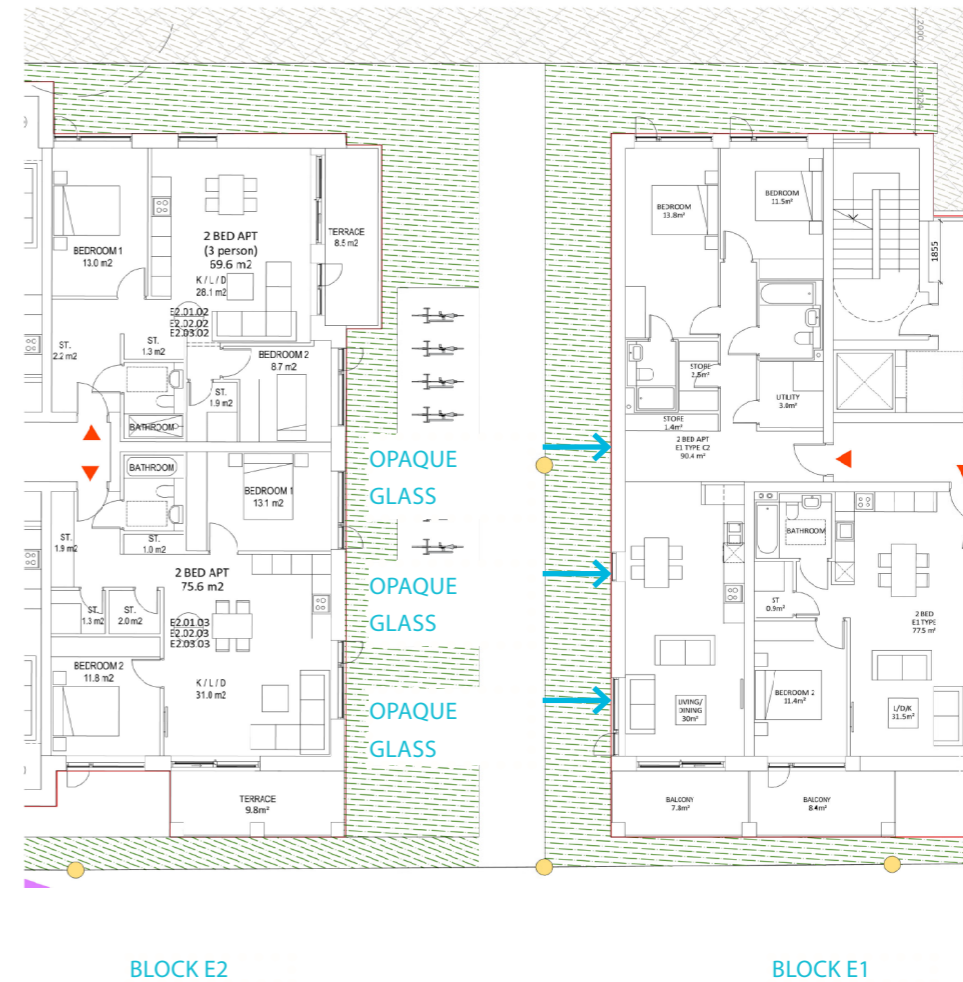 2000
BEDROOM 1
13.0 m2
2 BED APT
(3 person)
69.6 m2
K / L / D
28.1 m2
E2.01.02
E2.02.02
E2.03.02
TERRACE
8.5 m2
ST.
2.2 m2
ST.
1.3 m2
BEDROOM 2
8.7 m2
ST.
1.9 m2
BATHROOM
BATHROOM
BEDROOM 1
13.1 m2
ST.
1.9 m2
ST.
1.0 m2
2 BED APT
75.6 m2
ST.
1.3 m2
ST.
2.0 m2
E2.01.03
E2.02.03
E2.03.03
BEDROOM 2
11.8 m2
K / L / D
31.0 m2
TERRACE
9.8m²
OPAQUE
GLASS
OPAQUE
GLASS
OPAQUE
GLASS
BEDROOM
13.8m²
BEDROOM
11.5m²
1855
STORE
UTILITY
3.0m²
STORE
1.4m²
2 BED APT
E1 TYPE C2
90.4 m²
BATHROOM
ST
0.9m²
2 BED
E1 TYPE
77.5 m²
LIVING/
DINING
30m²
BEDROOM 2
11.4m²
L/D/K
31.5m²
BALCONY
7.8m²
BALCONY
8.4m²
BLOCK E2
BLOCK E1